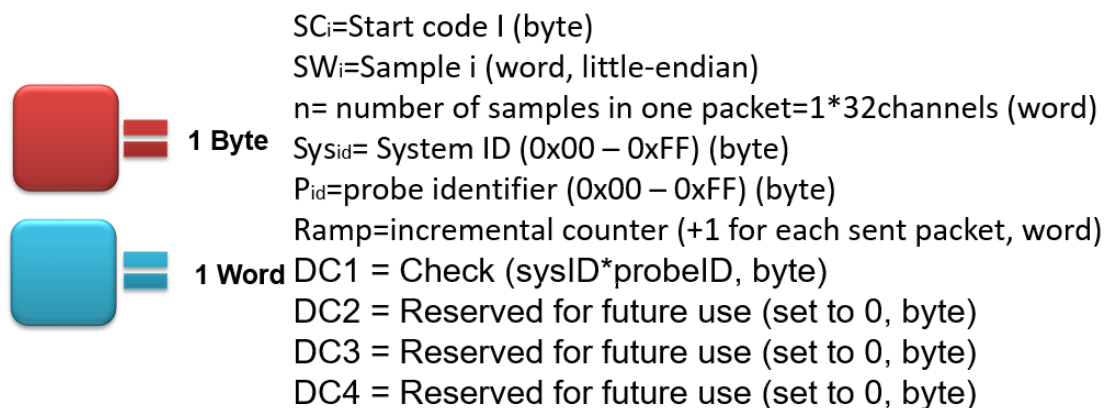 SCi=Start code I (byte)
SWi=Sample i (word, little-endian)
n= number of samples in one packet=1*32channels (word)
1 Byte
Sysid= System ID (0x00 – 0xFF) (byte)
Pid=probe identifier (0x00 – 0xFF) (byte)
Ramp=incremental counter (+1 for each sent packet, word)
1 Word
DC1 = Check (sysID*probeID, byte)
DC2 = Reserved for future use (set to 0, byte)
DC3 = Reserved for future use (set to 0, byte)
DC4 = Reserved for future use (set to 0, byte)